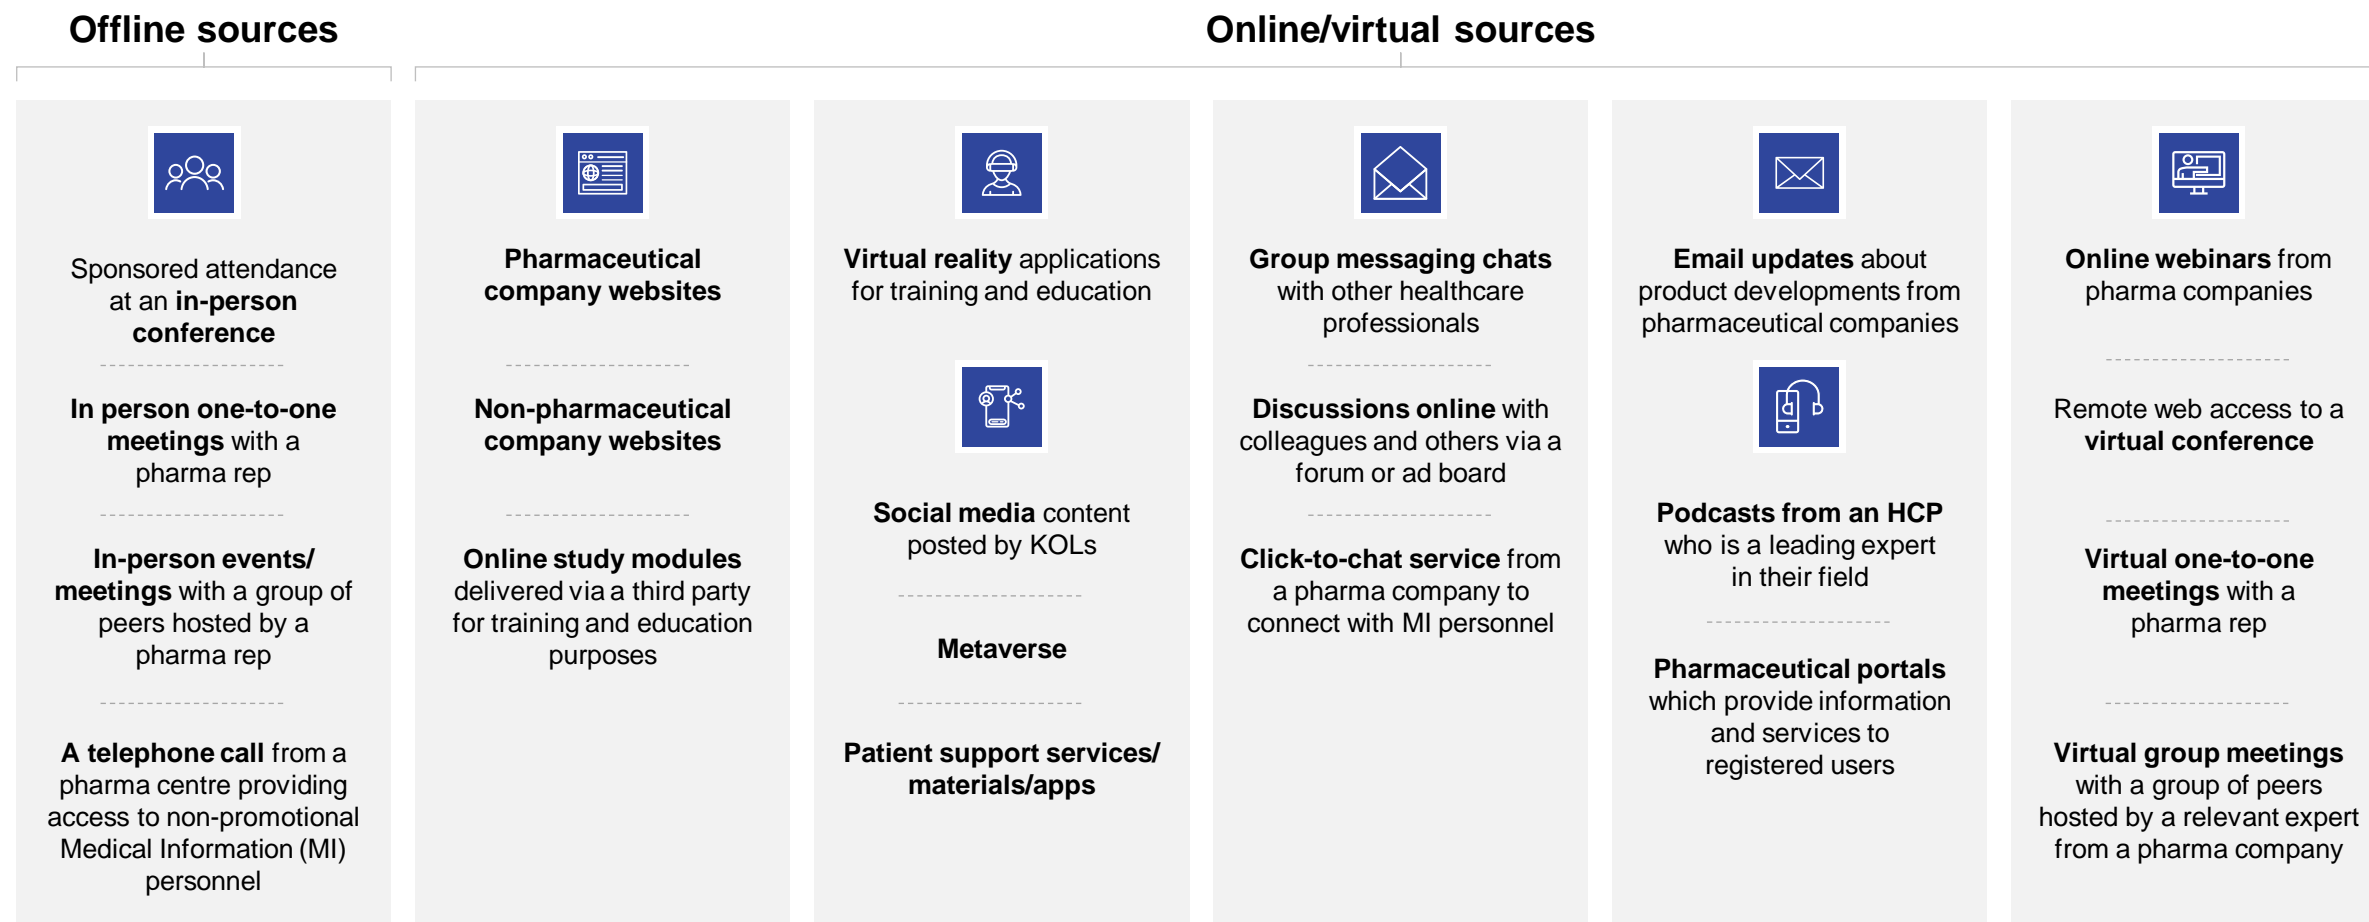 Offline sources
Online/virtual sources
Sponsored attendance
at an in-person
conference
In person one-to-one
meetings with a
pharma rep
In-person events/
meetings with a group of
peers hosted by a
pharma rep
A telephone call from a
pharma centre providing
access to non-promotional
Medical Information (MI)
personnel
Pharmaceutical
company websites
Non-pharmaceutical
company websites
Online study modules
delivered via a third party
for training and education
purposes
Virtual reality applications
for training and education
Social media content
posted by KOLs
Metaverse
Patient support services/
materials/apps
Group messaging chats
with other healthcare
professionals
Discussions online with
colleagues and others via a
forum or ad board
Click-to-chat service from
a pharma company to
connect with MI personnel
Email updates about
product developments from
pharmaceutical companies
Podcasts from an HCP
who is a leading expert
in their field
Pharmaceutical portals
which provide information
and services to
registered users
Online webinars from
pharma companies
Remote web access to a
virtual conference
Virtual one-to-one
meetings with a
pharma rep
Virtual group meetings
with a group of peers
hosted by a relevant expert
from a pharma company